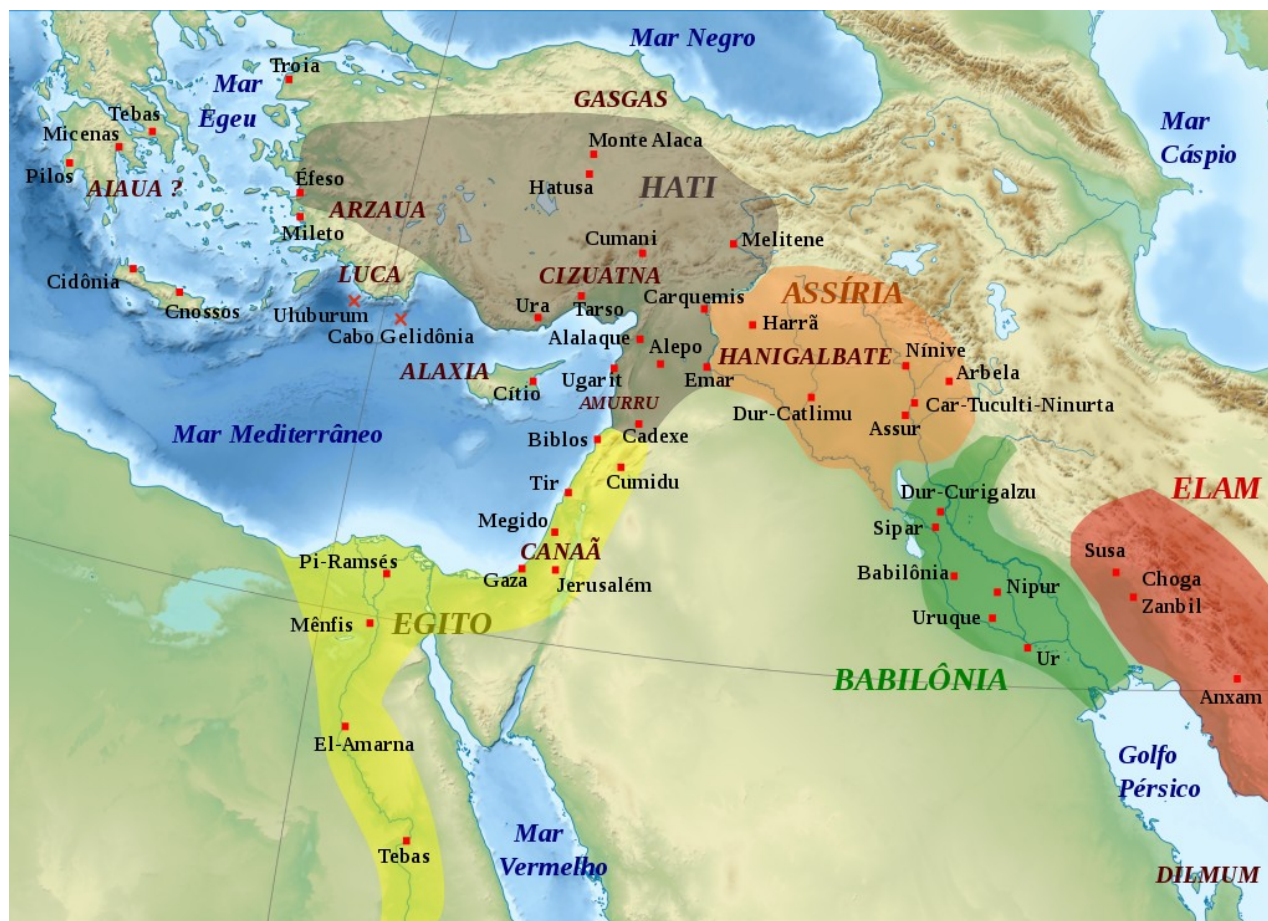 Mar Negro
Troia
Mar
Egeu
GASGAS
Tebas
Micenas
Mar
Cáspio
Monte Alaca
Pilos
AIAUA ?
Éfeso
Hatusa
HATI
ARZAUA
Mileto
Cumani
Melitene
Cidônia
LUCA
CIZUATNA
Carquemis
ASSÍRIA
Cnossos
Uluburum
Ura
Tarso
Harrã
Cabo Gelidônia
Alalaque
Alepo
HANIGALBATE
Nínive
ALAXIA
Cítio
Ugarit
Emar
Arbela
AMURRU
Dur-Catlimu
Car-Tuculti-Ninurta
Mar Mediterrâneo
Biblos
Cadexe
Assur
Tir
Cumidu
ELAM
Dur-Curigalzu
Megido
Sipar
CANAÃ
Susa
Pi-Ramsés
Gaza
Jerusalém
Babilônia
Nipur
Choga
Zanbil
Mênfis
EGITO
Uruque
Ur
BABILÔNIA
Anxam
El-Amarna
Golfo
Pérsico
Mar
Vermelho
Tebas
DILMUM